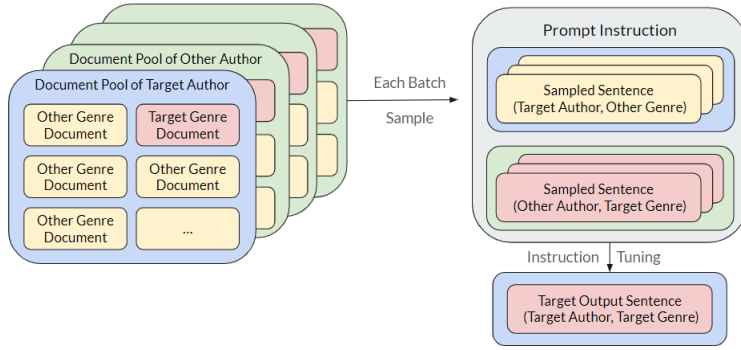 Document Pool of Other Author
Document Pool of Target Author
Other Genre
Document
Target Genre
Document
Other Genre
Document
Other Genre
Document
Other Genre
Document
...
Each Batch
Sample
Prompt Instruction
Sampled Sentence
(Target Author, Other Genre)
Sampled Sentence
(Other Author, Target Genre)
Instruction Tuning
Target Output Sentence
(Target Author, Target Genre)